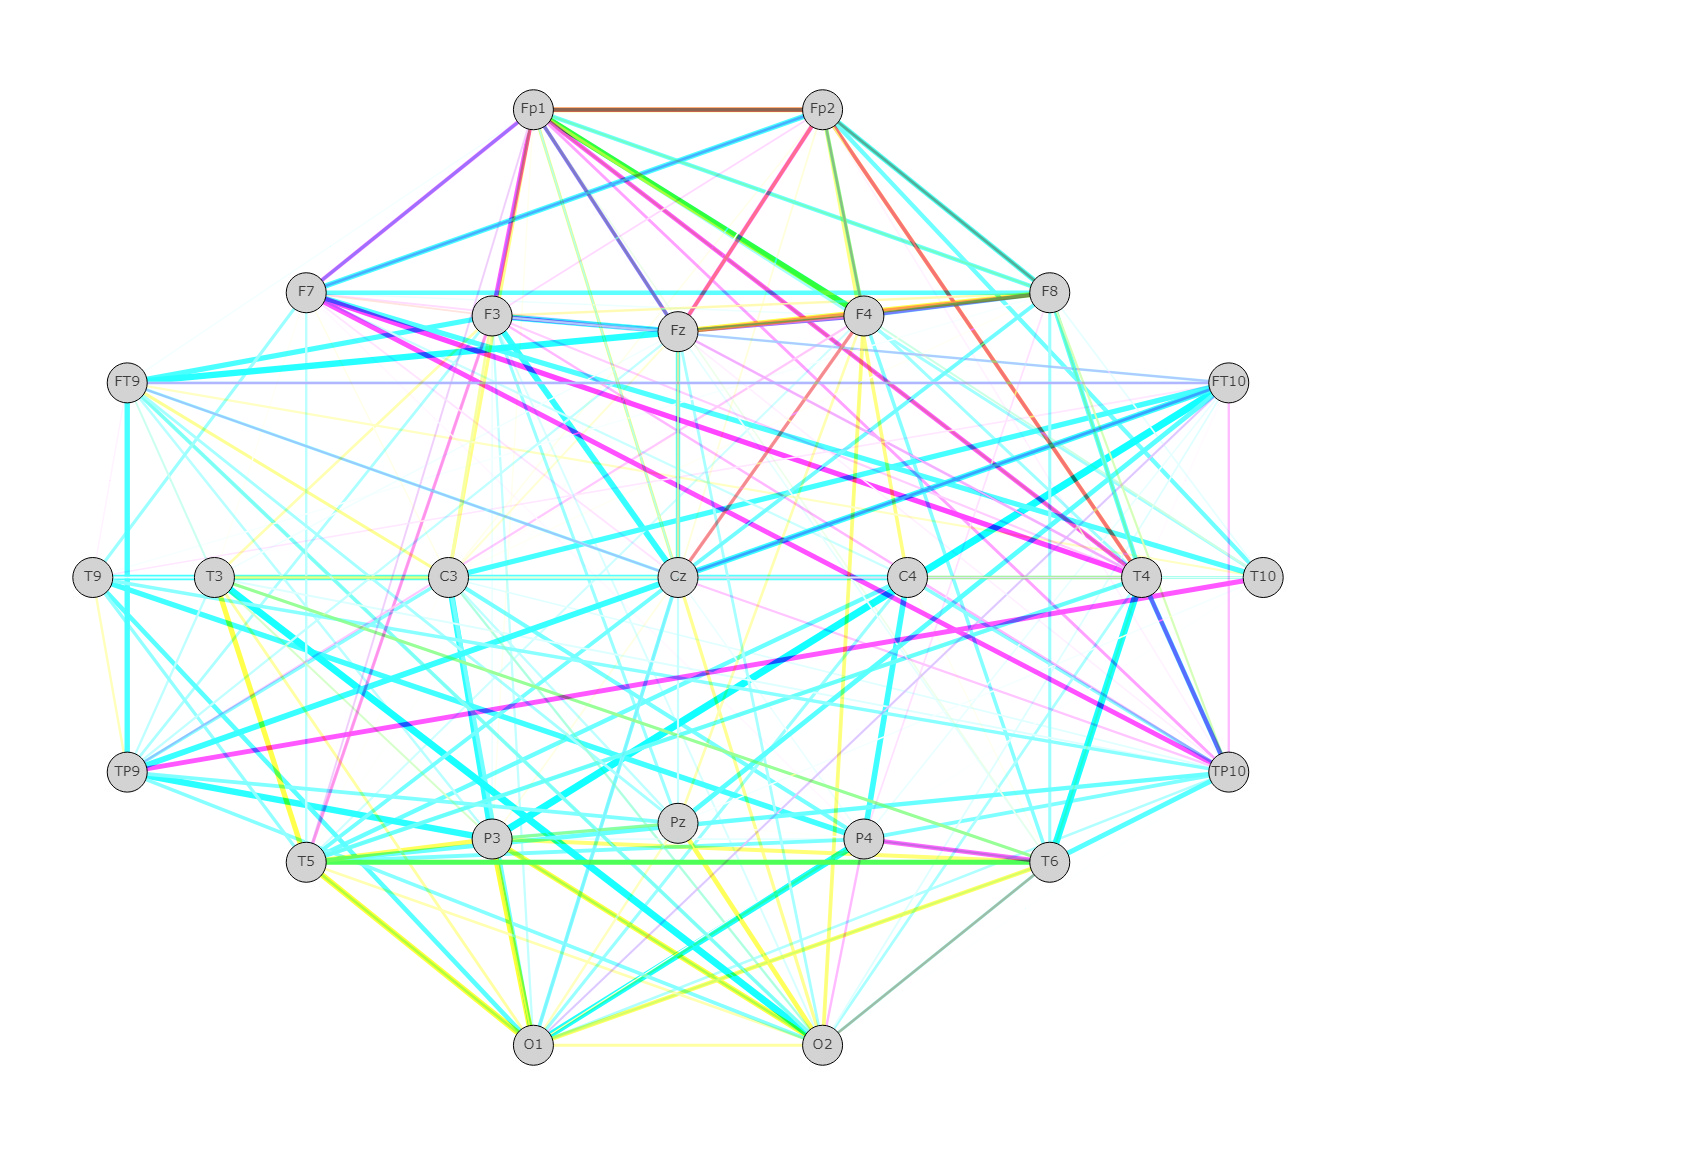 Fp1 Fp2
F7 F8
F3 Fz F4
FT9 FT10
T9 T3 C3 Cz C4 T4 T10
TP9 TP10
Pz
P3 P4
T5 T6
O1 O2